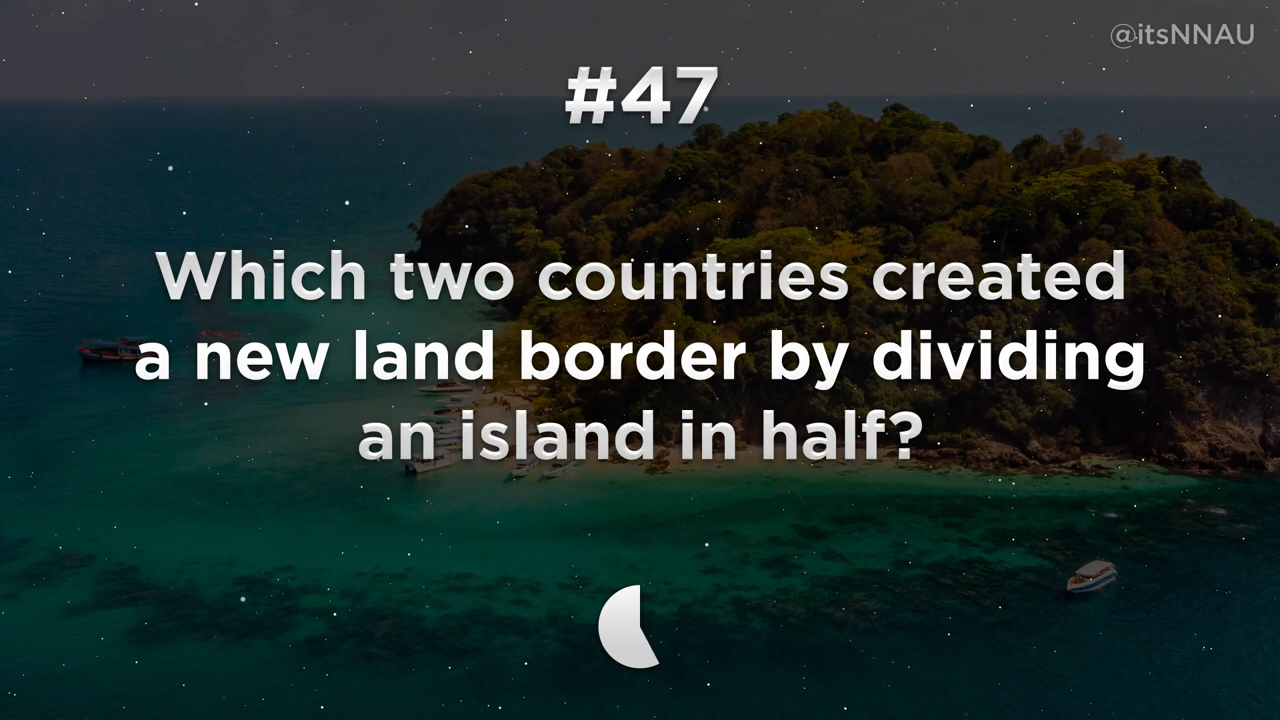 @itsNNAU
#47
Which two countries created
a new land border by dividing
an island in half?